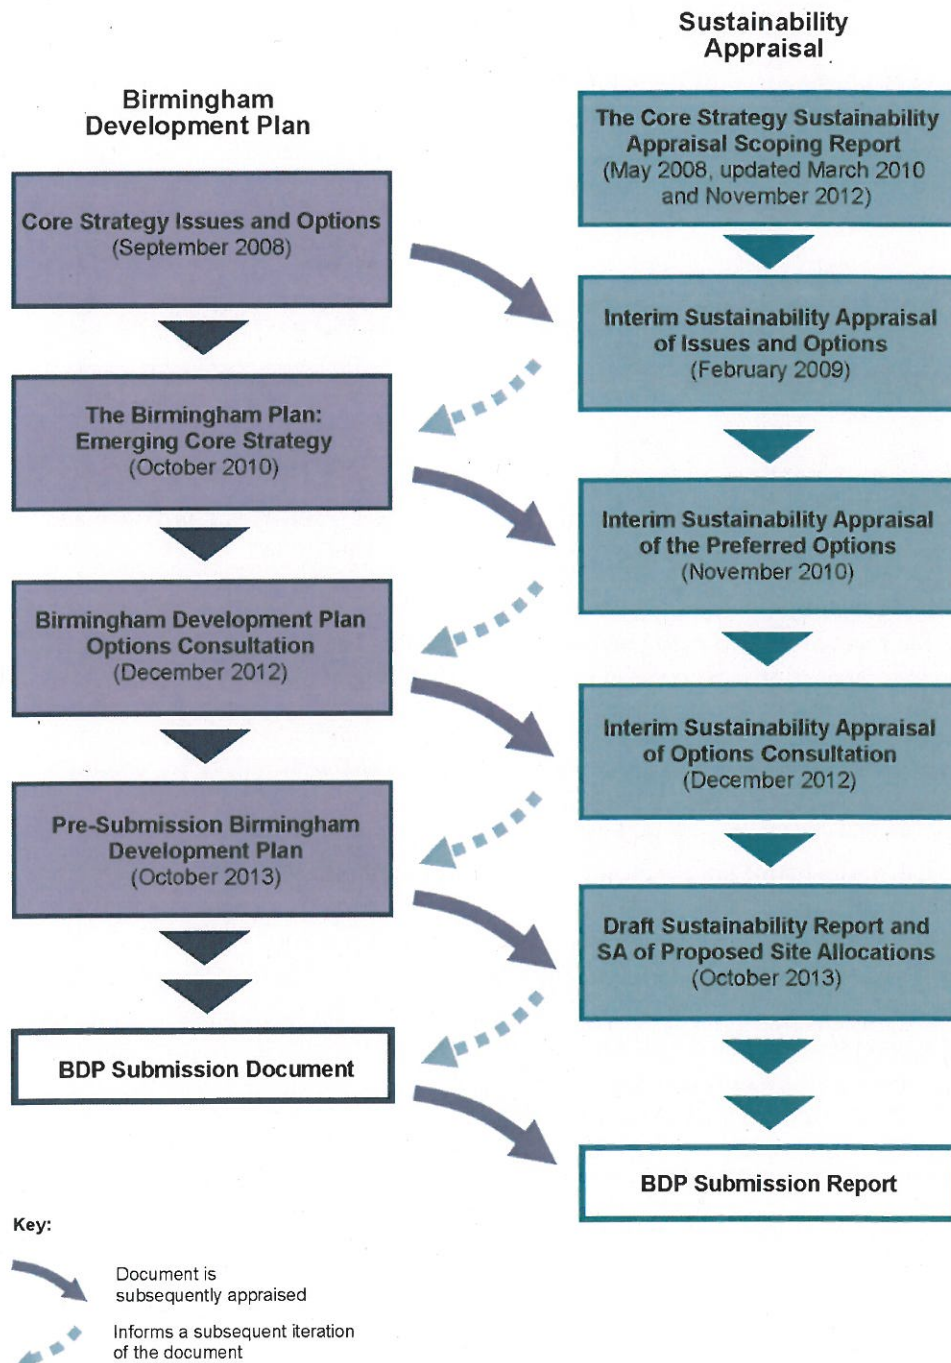 Birmingham
Development Plan
Core Strategy Issues and Options
(September 2008)
The Birmingham Plan:
Emerging Core Strategy
(October 2010)
Birmingham Development Plan
Options Consultation
(December 2012)
Pre-Submission Birmingham
Development Plan
(October 2013)
BDP Submission Document
Sustainability
Appraisal
The Core Strategy Sustainability
Appraisal Scoping Report
(May 2008, updated March 2010
and November 2012)
Interim Sustainability Appraisal
of Issues and Options
(February 2009)
Interim Sustainability Appraisal
of the Preferred Options
(November 2010)
Interim Sustainability Appraisal
of Options Consultation
(December 2012)
Draft Sustainability Report and
SA of Proposed Site Allocations
(October 2013)
BDP Submission Report
Key:
Document is
subsequently appraised
Informs a subsequent iteration
of the document